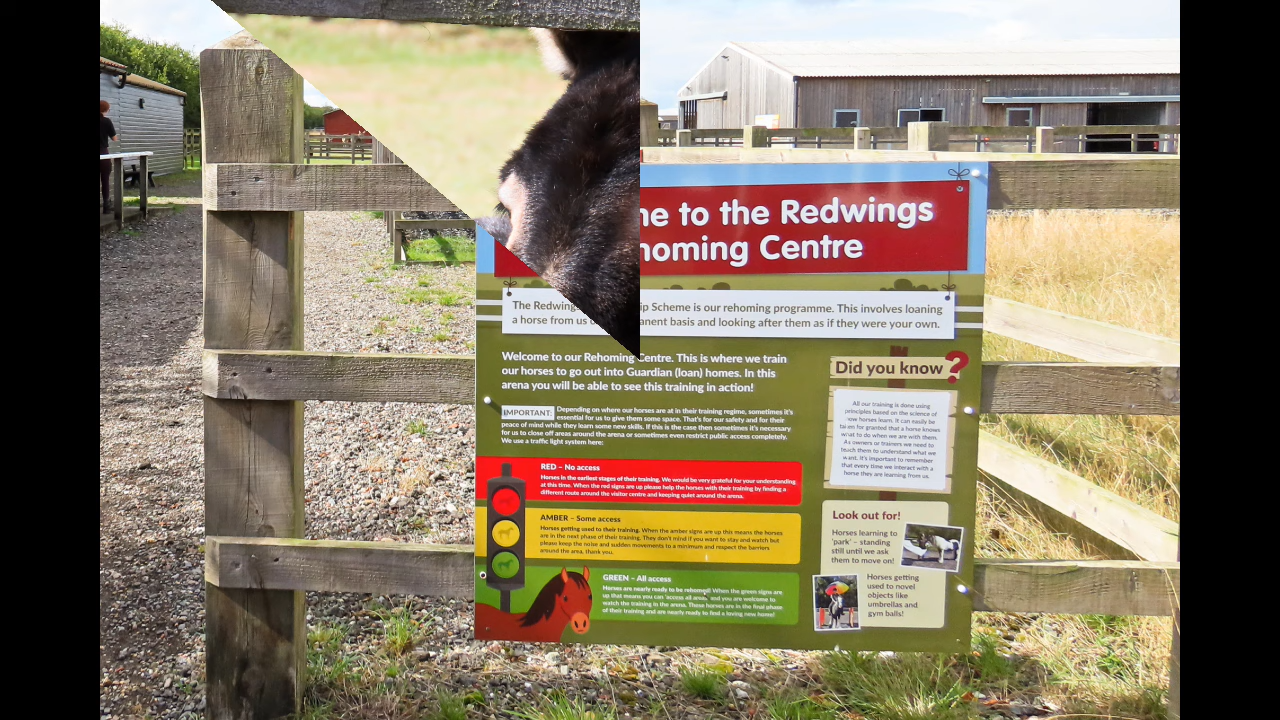 ne to the Redwings
homing Centre
The Redwing ip Scheme is our rehoming programme. This involves loaning
a horse from us anent basis and looking after them as if they were your own.
Welcome to our Rehoming Centre. This is where we train
our horses to go out into Guardian (loan) homes. In this
arena you will be able to see this training in action!
IMPORTANT: Depending on where our horses are at in their training regime, sometimes it's
essential for us to give them some space. That's for our safety and for their
peace of mind while they learn some new skills. If this is the case then sometimes it's necessary
for us to close off areas around the arena or sometimes even restrict public access completely.
We use a traffic light system here:
RED – No access
Horses in the earliest stages of their training. We would be very grateful for your understanding
at this time. When the red signs are up please help the horses with their training by finding a
different route around the visitor centre and keeping quiet around the arena.
AMBER – Some access
Horses getting used to their training. When the amber signs are up this means the horses
are in the next phase of their training. They don't mind if you want to stay and watch but
please keep the noise and sudden movements to a minimum and respect the barriers
around the area, thank you.
GREEN – All access
Horses are nearly ready to be rehomed! When the green signs are
up that means you can 'access all areas' and you are welcome to
watch the training in the arena. These horses are in the final phase
of their training and are nearly ready to find a loving new home!
Did you know?
All our training is done using
principles based on the science of
how horses learn. It can easily be
taken for granted that a horse knows
what to do when we are with them.
As owners or trainers we need to
teach them to understand what we
want. It's important to remember
that every time we interact with a
horse they are learning from us.
Look out for!
Horses learning to
'park' – standing
still until we ask
them to move on!
Horses getting
used to novel
objects like
umbrellas and
gym balls!